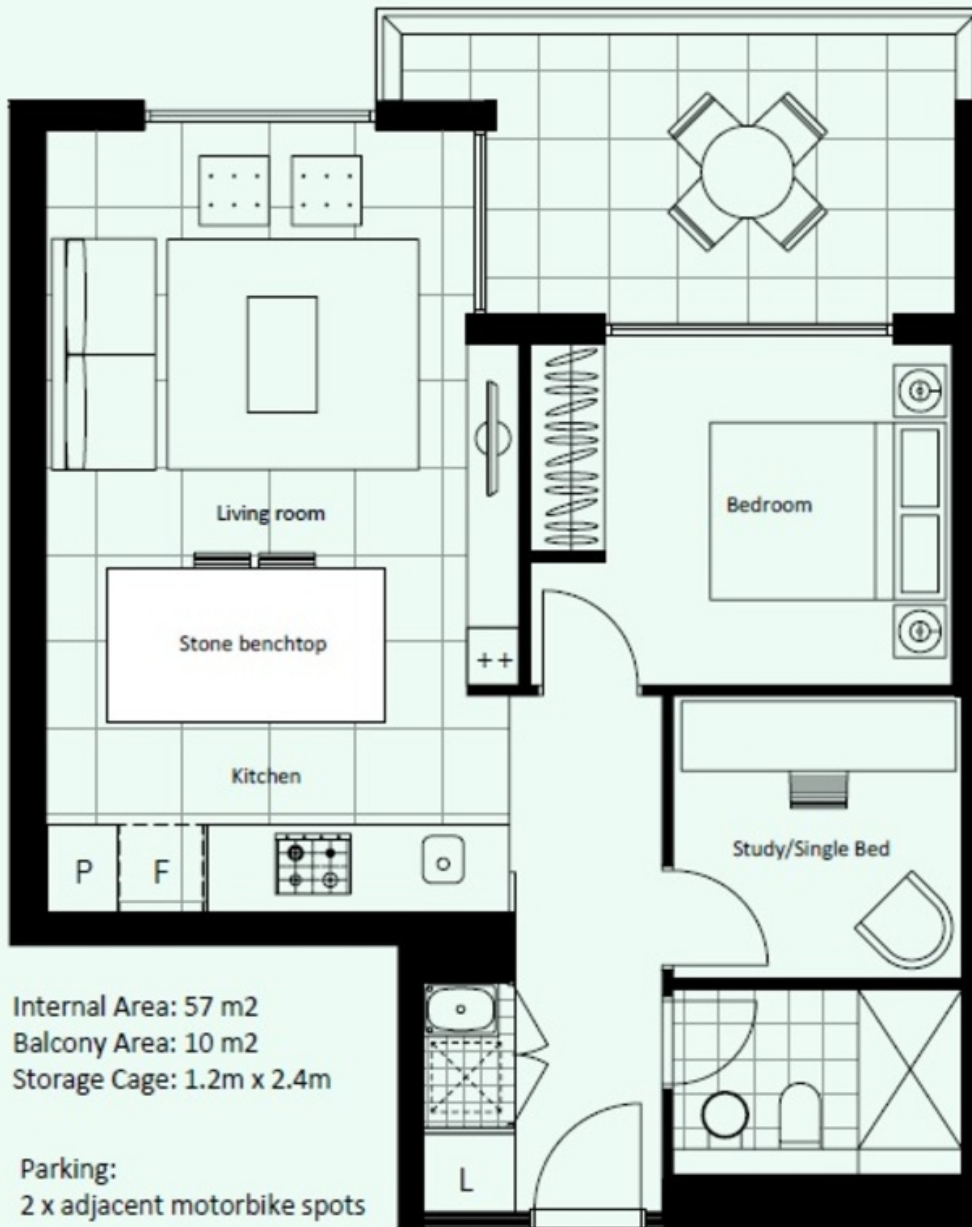 Living room
Bedroom
Stone benchtop
++
Kitchen
P
F
Study/Single Bed
Internal Area: 57 m2
Balcony Area: 10 m2
Storage Cage: 1.2m x 2.4m
Parking:
2 x adjacent motorbike spots
L